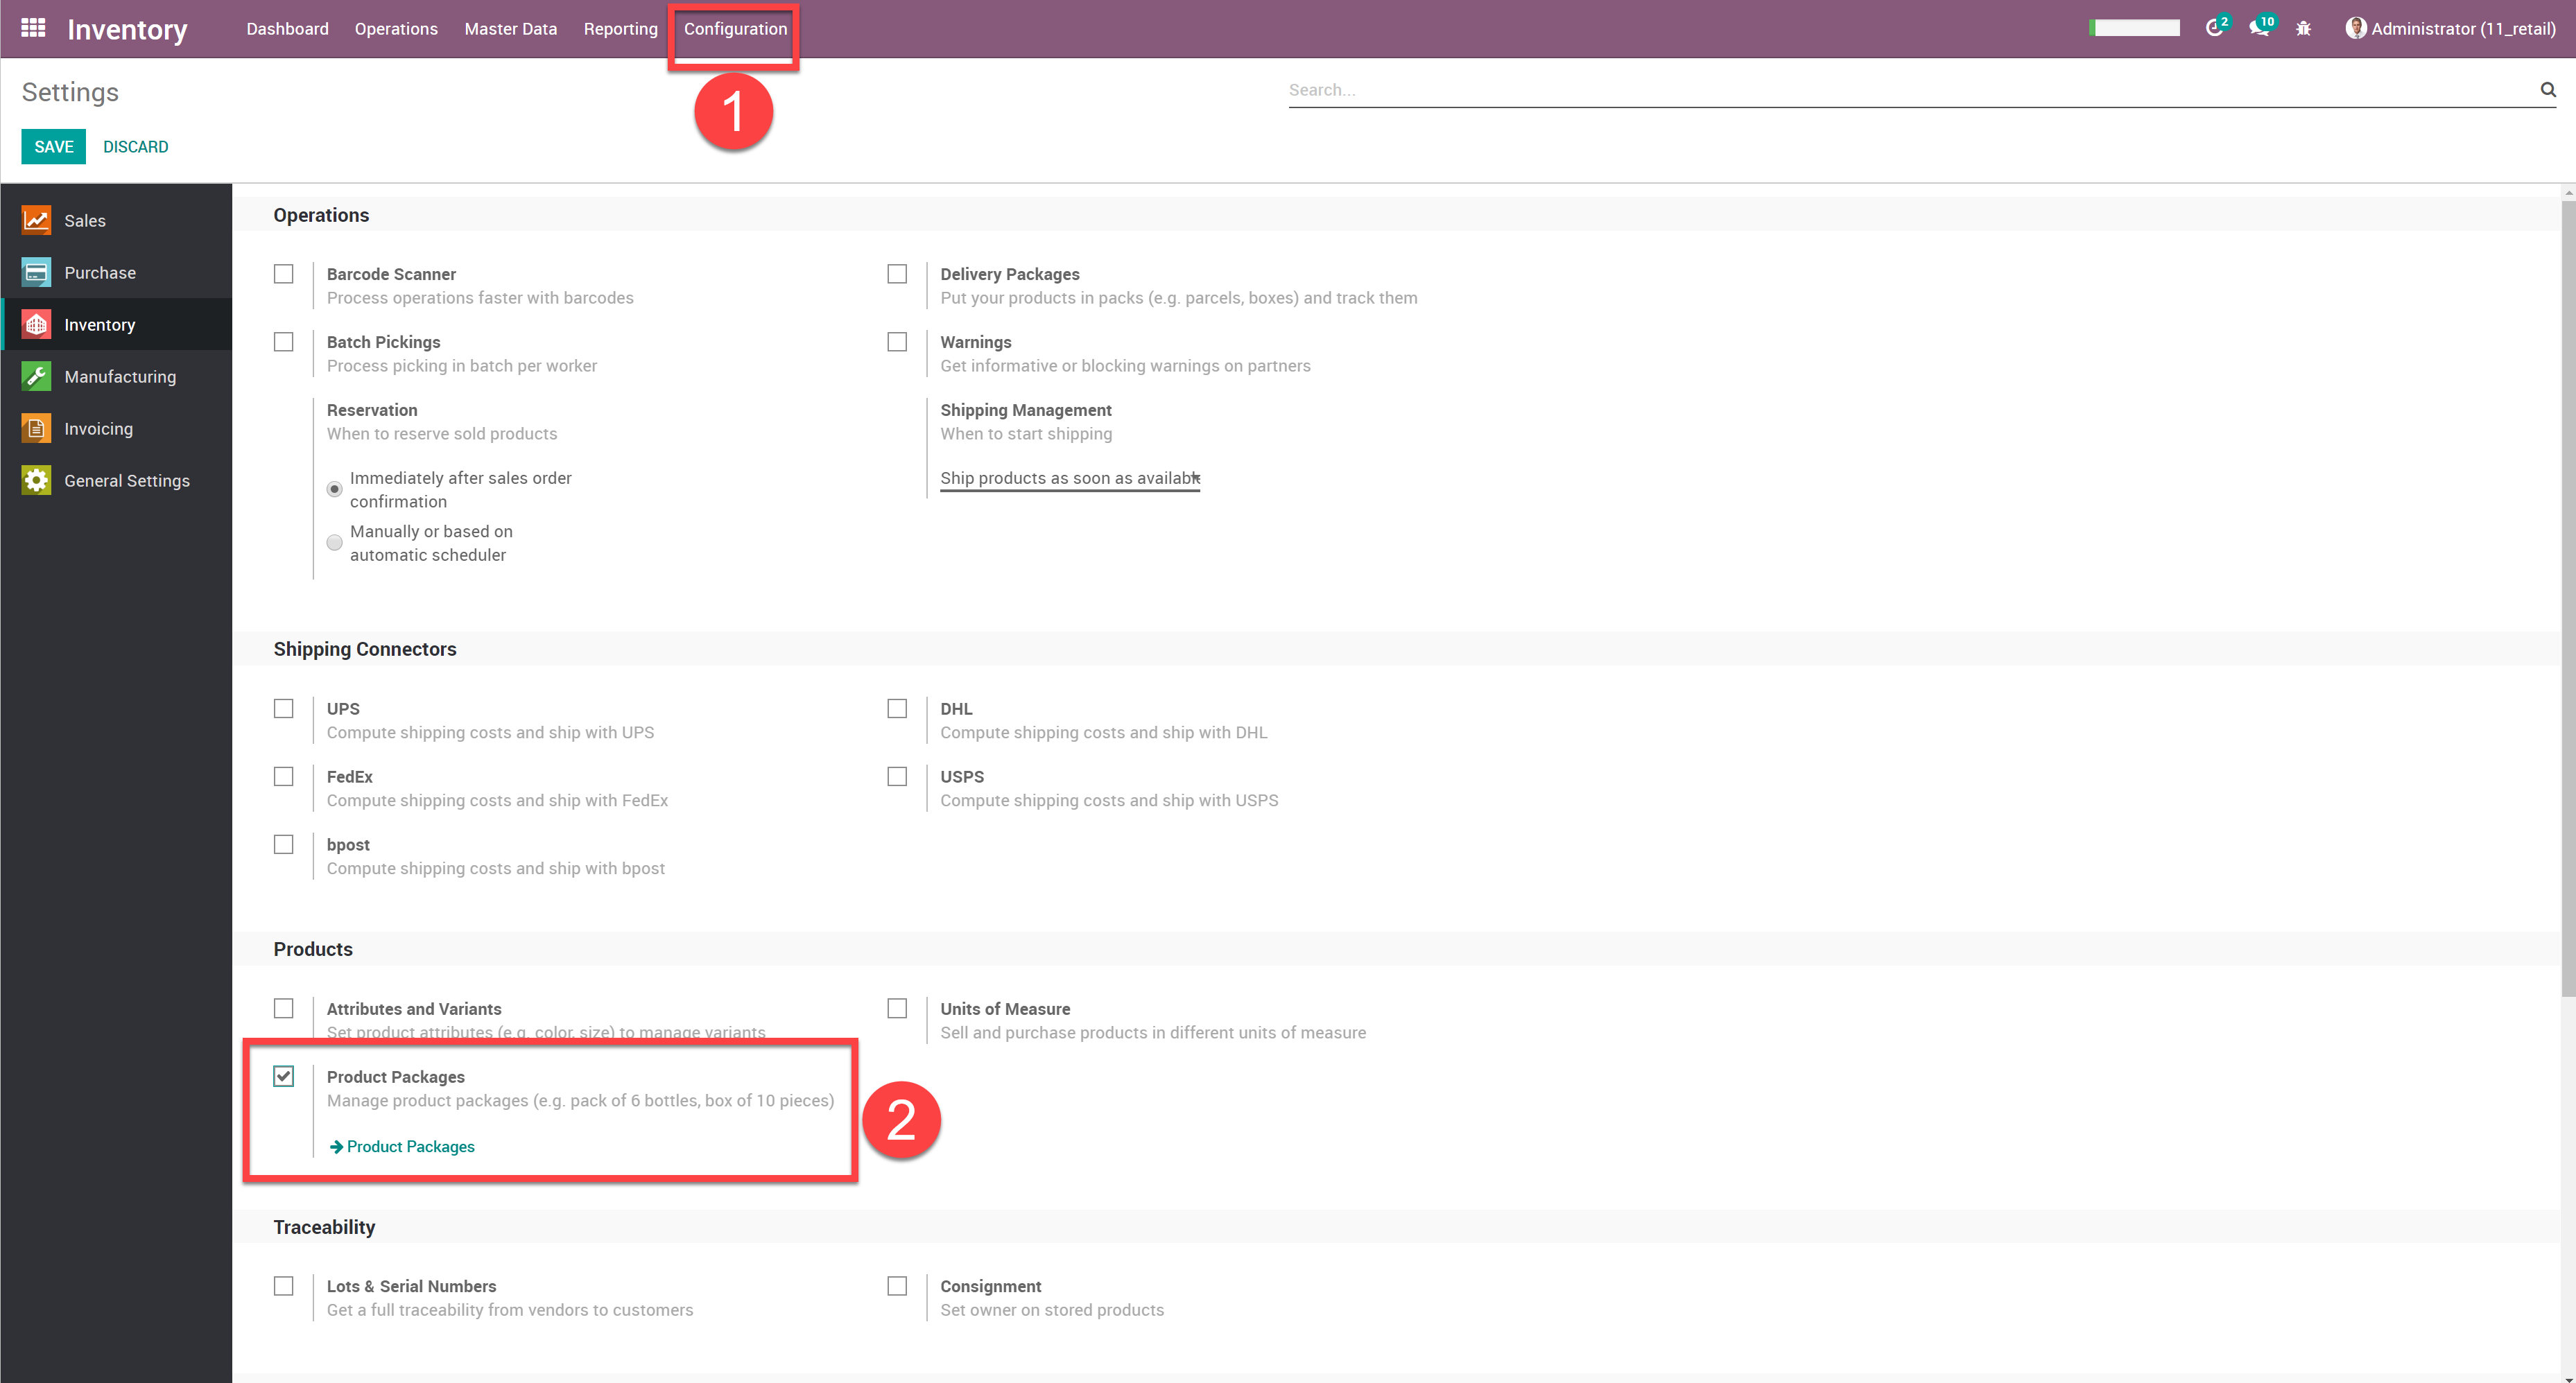 Inventory Dashboard Operations Master Data Reporting Configuration 2 10 Administrator (11_retail)
1
Settings
Search...
SAVE DISCARD
Sales
Purchase
Inventory
Manufacturing
Invoicing
General Settings
Operations
Barcode Scanner
Process operations faster with barcodes
Delivery Packages
Put your products in packs (e.g. parcels, boxes) and track them
Batch Pickings
Process picking in batch per worker
Warnings
Get informative or blocking warnings on partners
Reservation
When to reserve sold products
Immediately after sales order
confirmation
Manually or based on
automatic scheduler
Shipping Management
When to start shipping
Ship products as soon as
Shipping Connectors
UPS
Compute shipping costs and ship with UPS
DHL
Compute shipping costs and ship with DHL
FedEx
Compute shipping costs and ship with FedEx
USPS
Compute shipping costs and ship with USPS
bpost
Compute shipping costs and ship with bpost
Products
Attributes and Variants
Set product attributes (e.g. color, size) to manage variants
Units of Measure
Sell and purchase products in different units of measure
Product Packages
Manage product packages (e.g. pack of 6 bottles, box of 10 pieces)
Product Packages
2
Traceability
Lots & Serial Numbers
Get a full traceability from vendors to customers
Consignment
Set owner on stored products